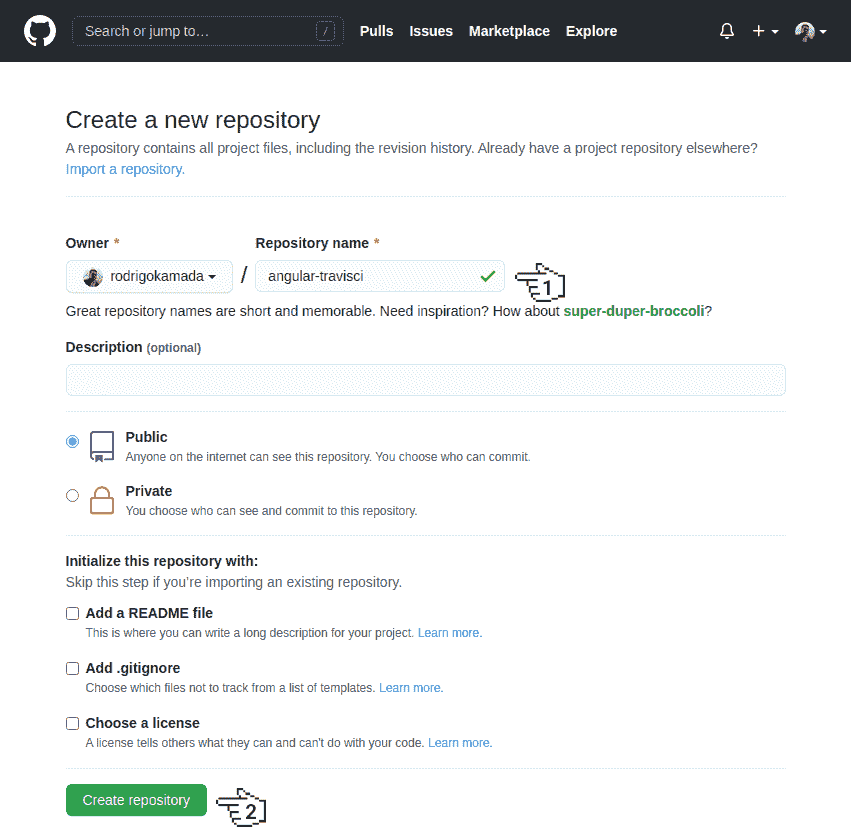 Search or jump to… /
Pulls Issues Marketplace Explore
Create a new repository
A repository contains all project files, including the revision history. Already have a project repository elsewhere?
Import a repository.
Owner * Repository name *
rodrigokamada / angular-travisci 1
Great repository names are short and memorable. Need inspiration? How about super-duper-broccoli?
Description (optional)
Public
Anyone on the internet can see this repository. You choose who can commit.
Private
You choose who can see and commit to this repository.
Initialize this repository with:
Skip this step if you're importing an existing repository.
Add a README file
This is where you can write a long description for your project. Learn more.
Add .gitignore
Choose which files not to track from a list of templates. Learn more.
Choose a license
A license tells others what they can and can't do with your code. Learn more.
Create repository 2